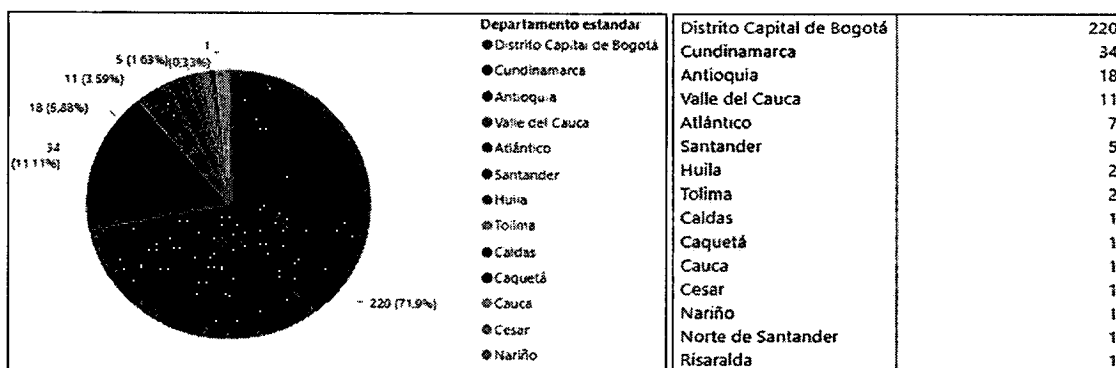 1
5 (1.63%) (0.33%)
11 (3.59%)
18 (5.88%)
34
(11.11%)
220 (71.9%)
Departamento estandar
Distrito Capital de Bogotá
Cundinamarca
Antioquia
Valle del Cauca
Atlántico
Santander
Huila
Tolima
Caldas
Caquetá
Cauca
Cesar
Nariño
Distrito Capital de Bogotá 220
Cundinamarca 34
Antioquia 18
Valle del Cauca 11
Atlántico 7
Santander 5
Huila 2
Tolima 2
Caldas 1
Caquetá 1
Cauca 1
Cesar 1
Nariño 1
Norte de Santander 1
Risaralda 1